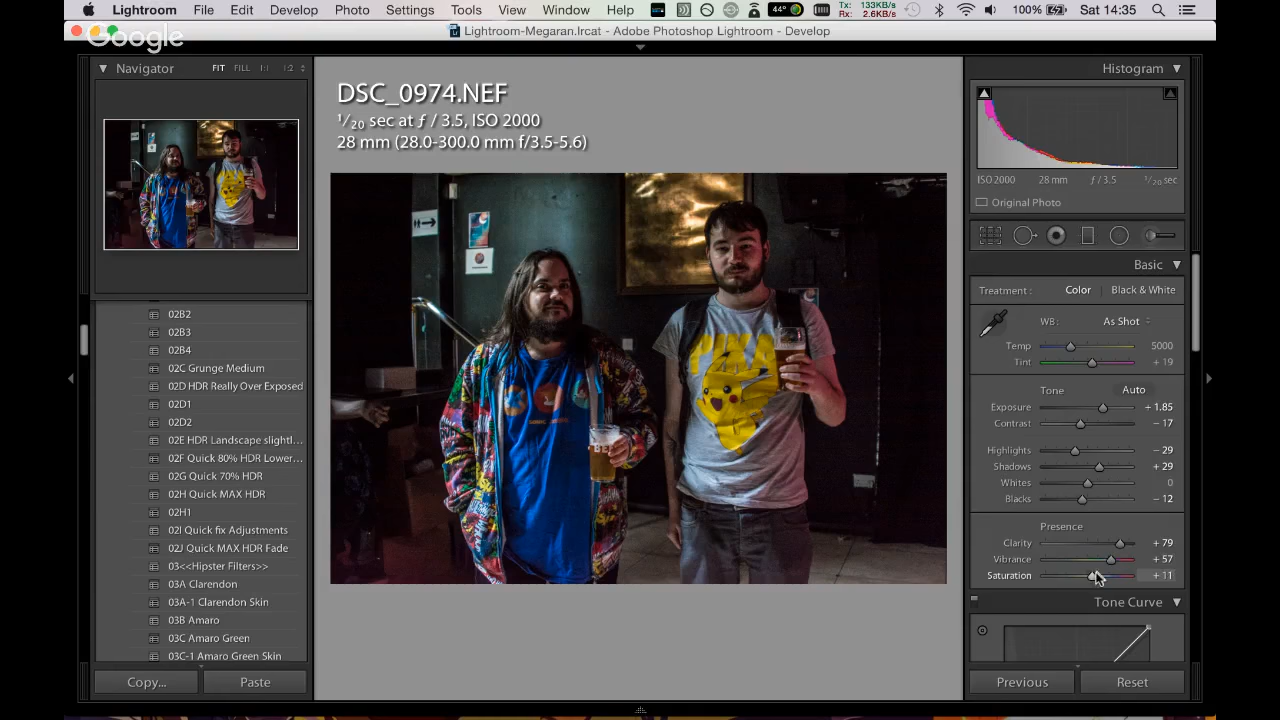 Lightroom File Edit Develop Photo Settings Tools View Window Help 44° Tx: 133KB/s Rx: 2.6KB/s 100% Sat 14:35
Google
Lightroom-Megaran.lrcat - Adobe Photoshop Lightroom - Develop
Navigator FIT FILL 1:1 1:2
Histogram
DSC_0974.NEF
1/20 sec at ƒ / 3.5, ISO 2000
28 mm (28.0-300.0 mm f/3.5-5.6)
ISO 2000 28 mm ƒ / 3.5 1/20 sec
Original Photo
Basic
Treatment : Color Black & White
WB: As Shot
Temp 5000
Tint + 19
Tone Auto
Exposure + 1.85
Contrast − 17
Highlights − 29
Shadows + 29
Whites 0
Blacks − 12
Presence
Clarity + 79
Vibrance + 57
Saturation + 11
Tone Curve
02B2
02B3
02B4
02C Grunge Medium
02D HDR Really Over Exposed
02D1
02D2
02E HDR Landscape slightl...
02F Quick 80% HDR Lower...
02G Quick 70% HDR
02H Quick MAX HDR
02H1
02I Quick fix Adjustments
02J Quick MAX HDR Fade
03<<Hipster Filters>>
03A Clarendon
03A-1 Clarendon Skin
03B Amaro
03C Amaro Green
03C-1 Amaro Green Skin
Copy... Paste
Previous Reset